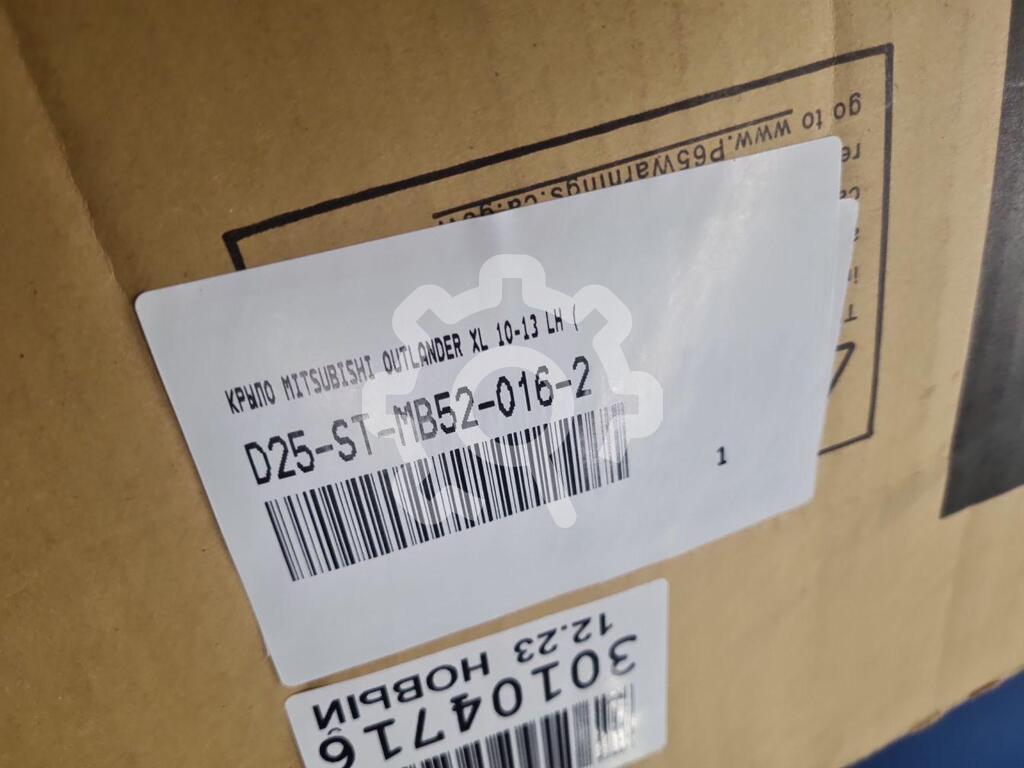 go to www.P65Warnings.ca.gov.
КРЫЛО MITSUBISHI OUTLANDER XL 10-13 LH (
D25-ST-MB52-016-2
1
30104716
12.23 НОВЫЙ